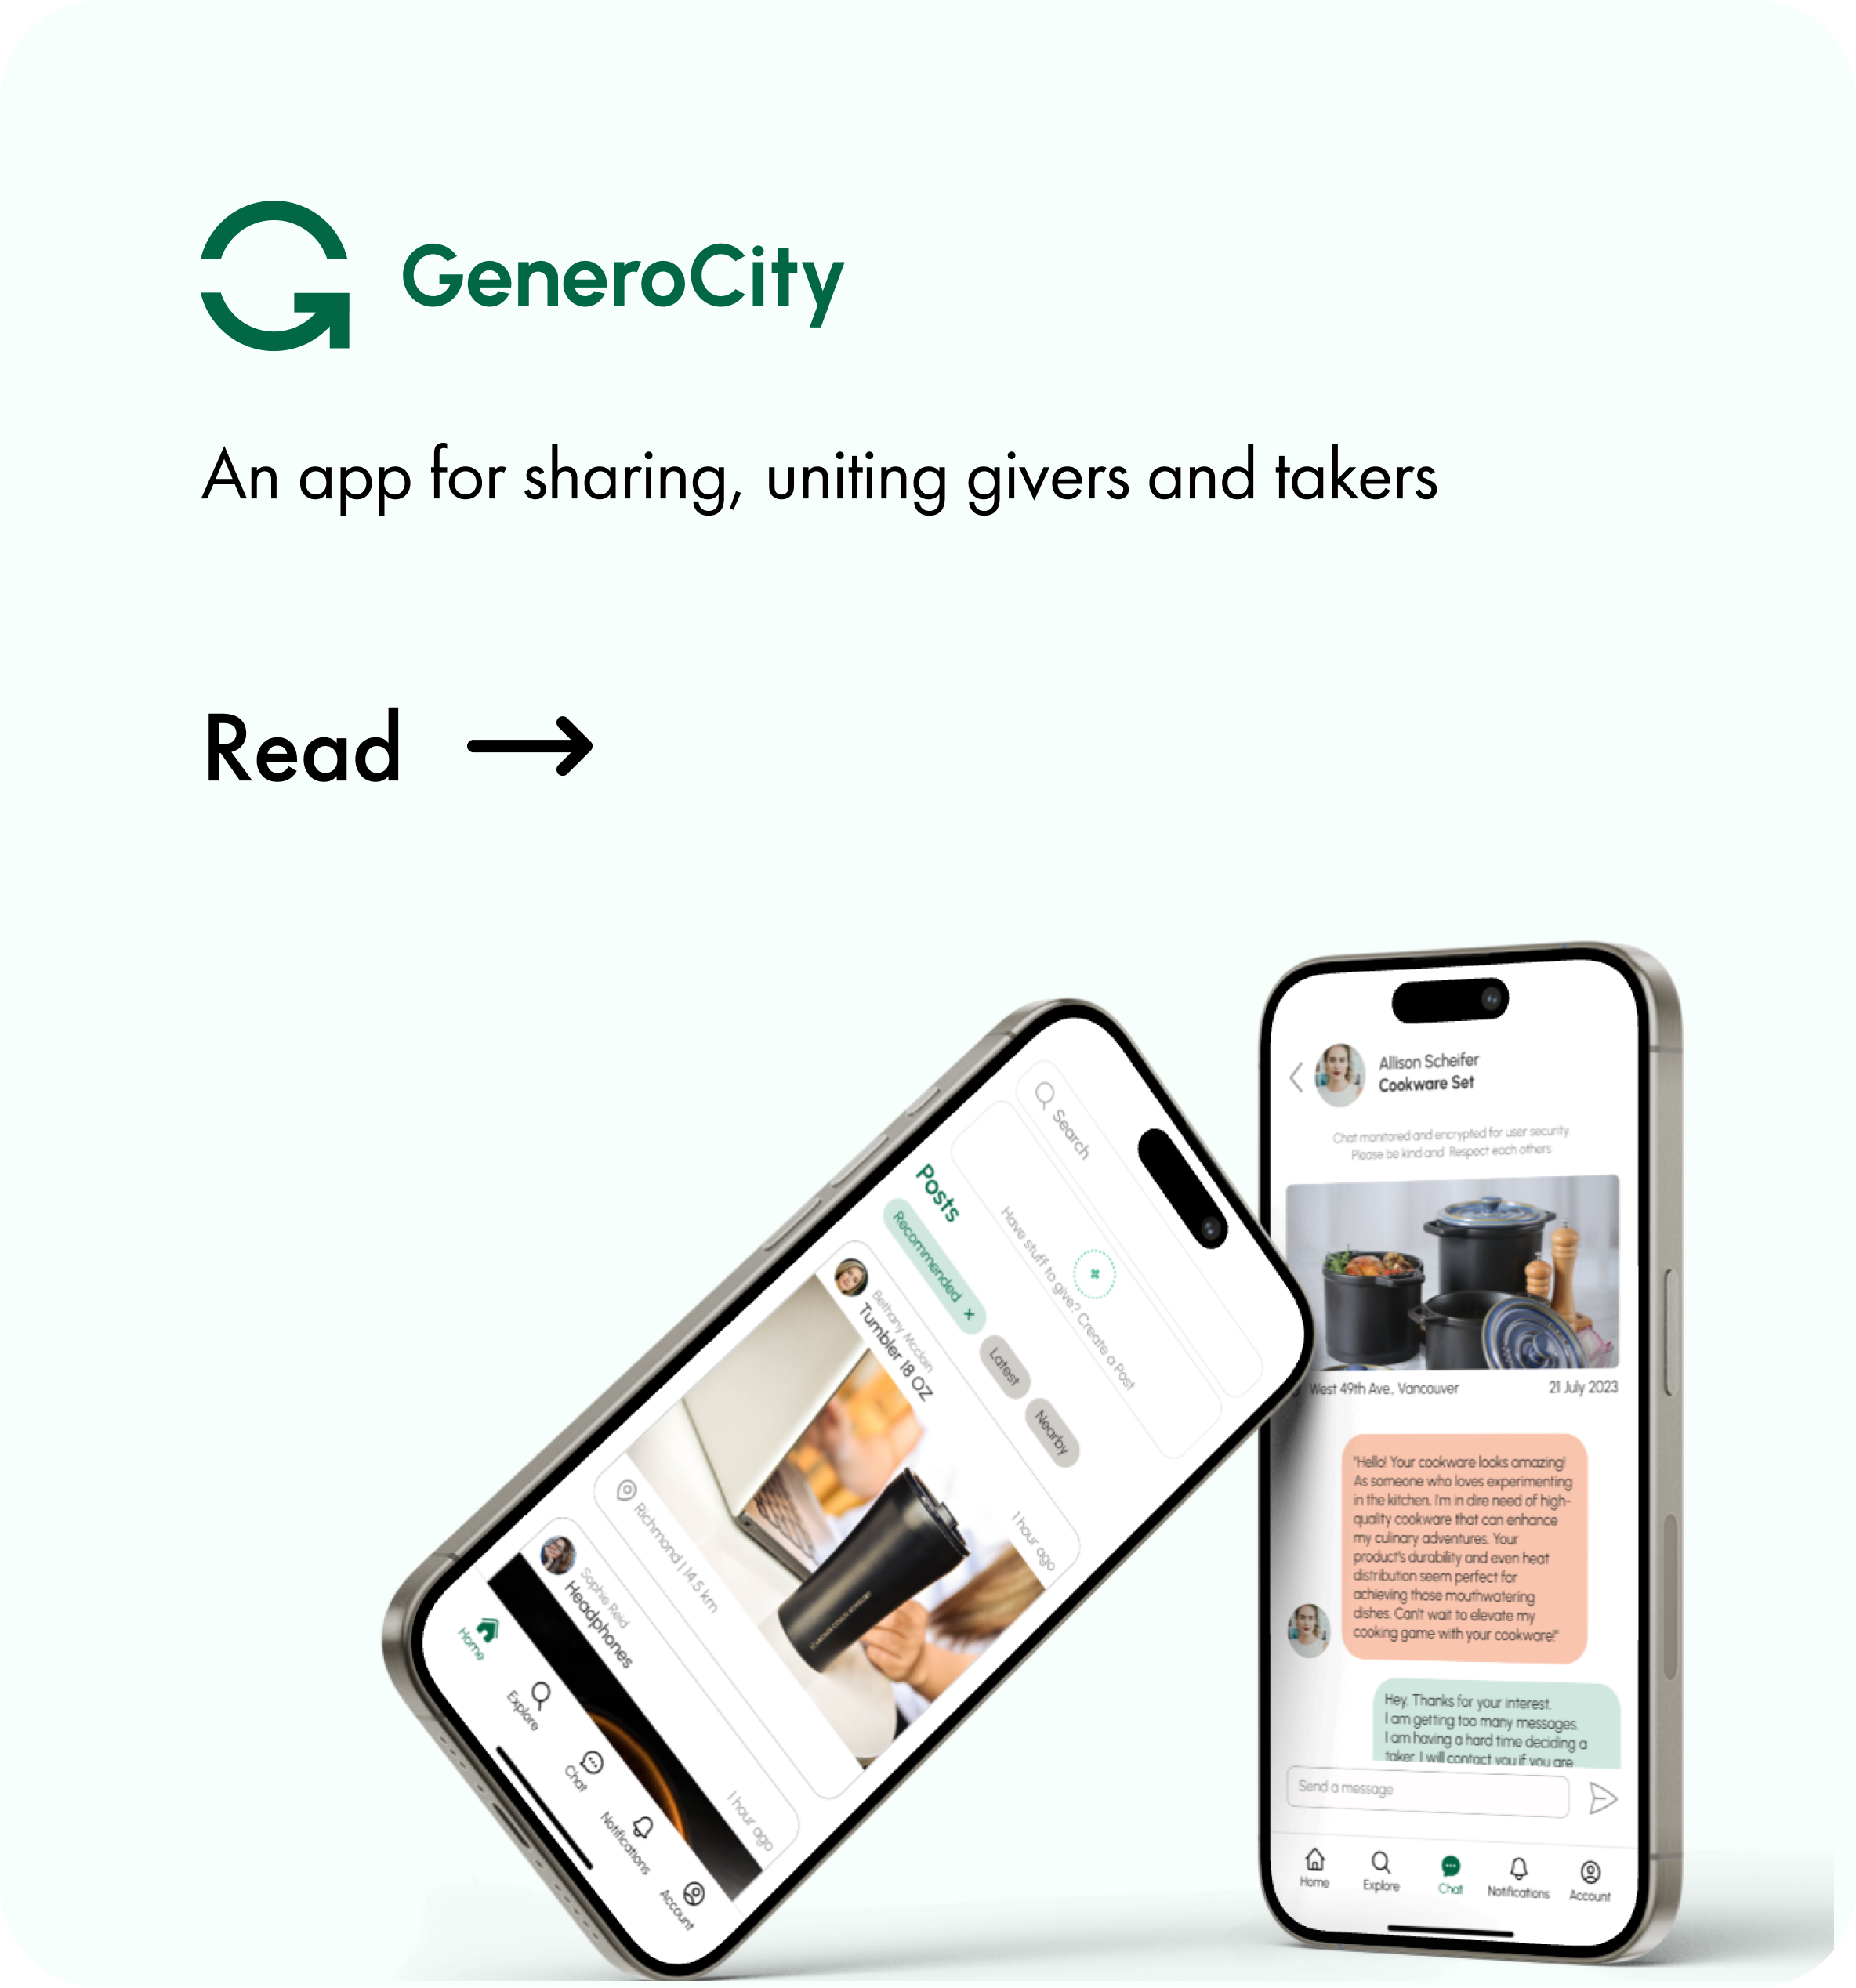 GeneroCity
An app for sharing, uniting givers and takers
Read
Search
Have stuff to give? Create a Post
Posts
Recommended
Latest
Nearby
Bethany Mcclain
Tumbler 18 OZ
1 hour ago
Richmond | 14.5 km
Sophie Reid
Headphones
1 hour ago
Home
Explore
Chat
Notifications
Account
Allison Scheifer
Cookware Set
Chat monitored and encrypted for user security.
Please be kind and Respect each others
West 49th Ave., Vancouver
21 July 2023
"Hello! Your cookware looks amazing!
As someone who loves experimenting
in the kitchen, I'm in dire need of high-
quality cookware that can enhance
my culinary adventures. Your
product's durability and even heat
distribution seem perfect for
achieving those mouthwatering
dishes. Can't wait to elevate my
cooking game with your cookware!"
Hey. Thanks for your interest.
I am getting too many messages.
I am having a hard time deciding a
taker. I will contact you if you are
Send a message
Home
Explore
Chat
Notifications
Account